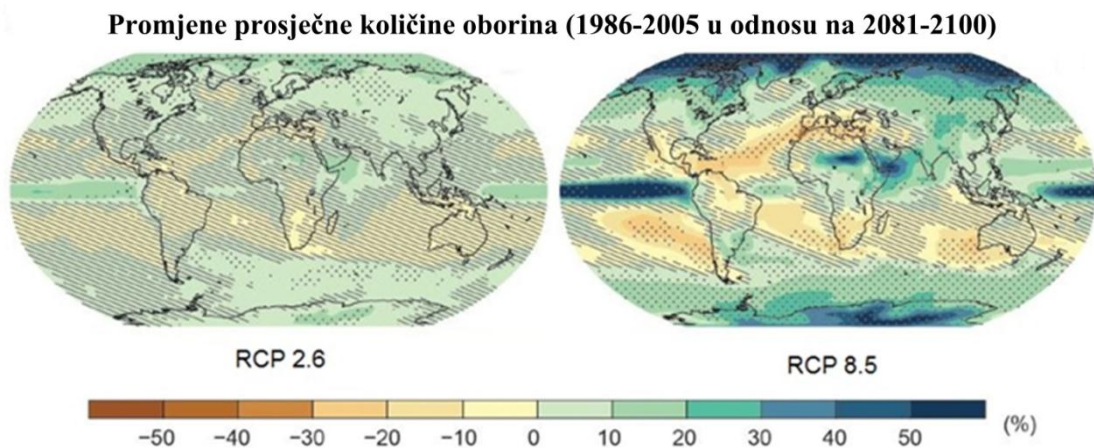 Promjene prosječne količine oborina (1986-2005 u odnosu na 2081-2100)
RCP 2.6
RCP 8.5
−50 −40 −30 −20 −10 0 10 20 30 40 50 (%)